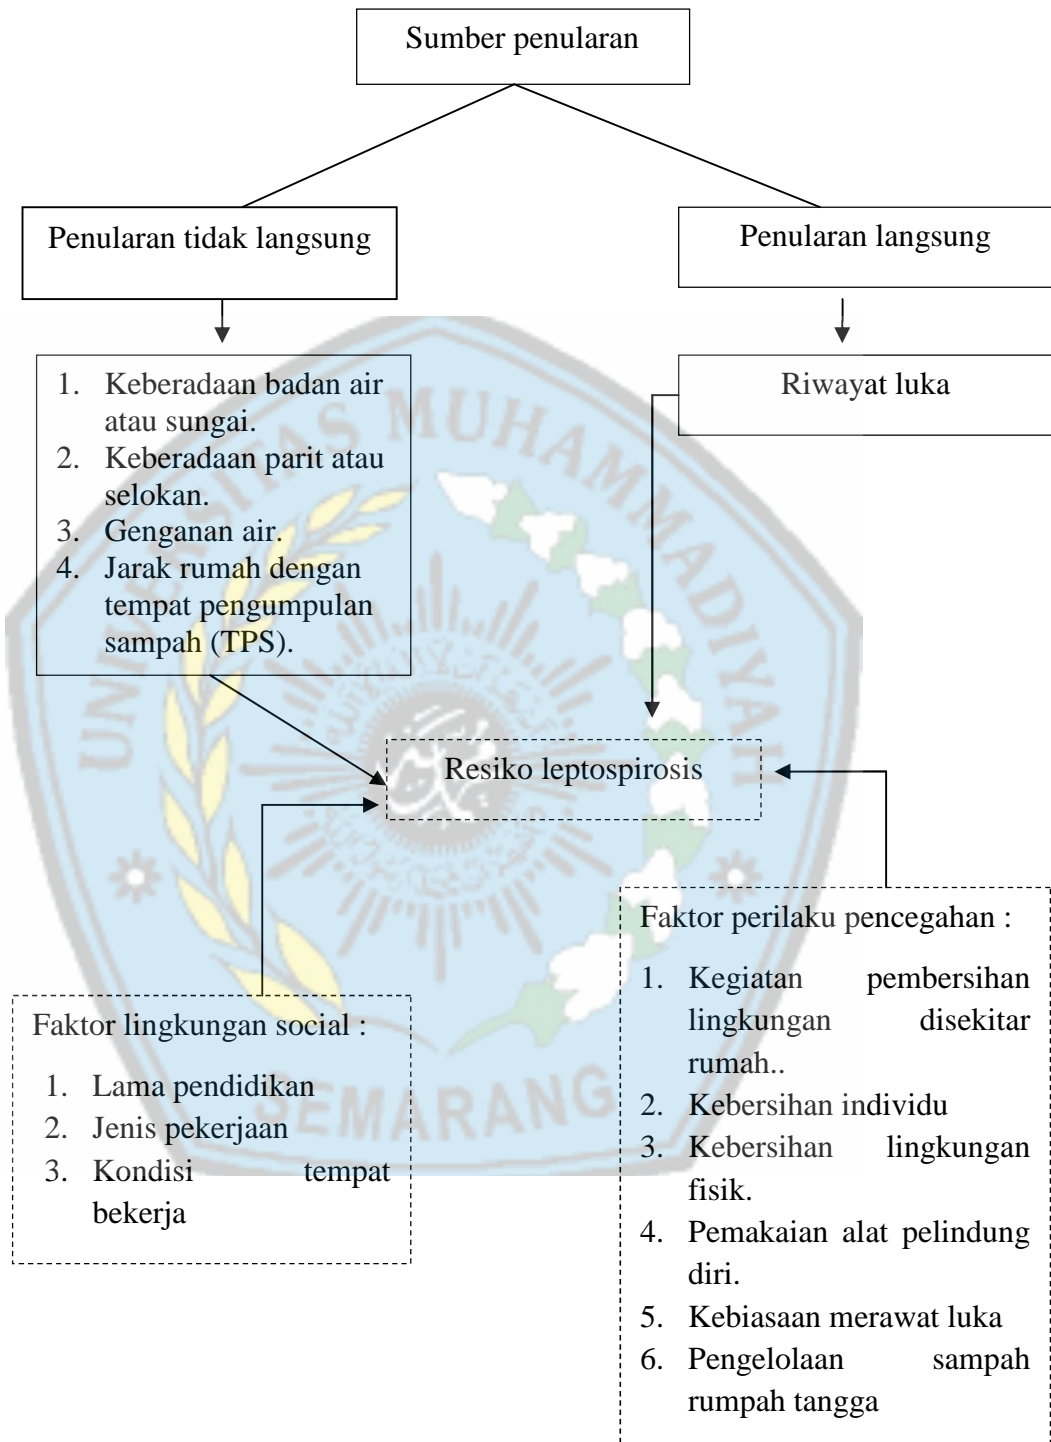 Sumber penularan
Penularan tidak langsung
Penularan langsung
1. Keberadaan badan air
atau sungai.
2. Keberadaan parit atau
selokan.
3. Genganan air.
4. Jarak rumah dengan
tempat pengumpulan
sampah (TPS).
Riwayat luka
UNIVERSITAS MUHAMMADIYAH
SEMARANG
Resiko leptospirosis
Faktor lingkungan social :
1. Lama pendidikan
2. Jenis pekerjaan
3. Kondisi tempat
bekerja
Faktor perilaku pencegahan :
1. Kegiatan pembersihan
lingkungan disekitar
rumah..
2. Kebersihan individu
3. Kebersihan lingkungan
fisik.
4. Pemakaian alat pelindung
diri.
5. Kebiasaan merawat luka
6. Pengelolaan sampah
rumpah tangga